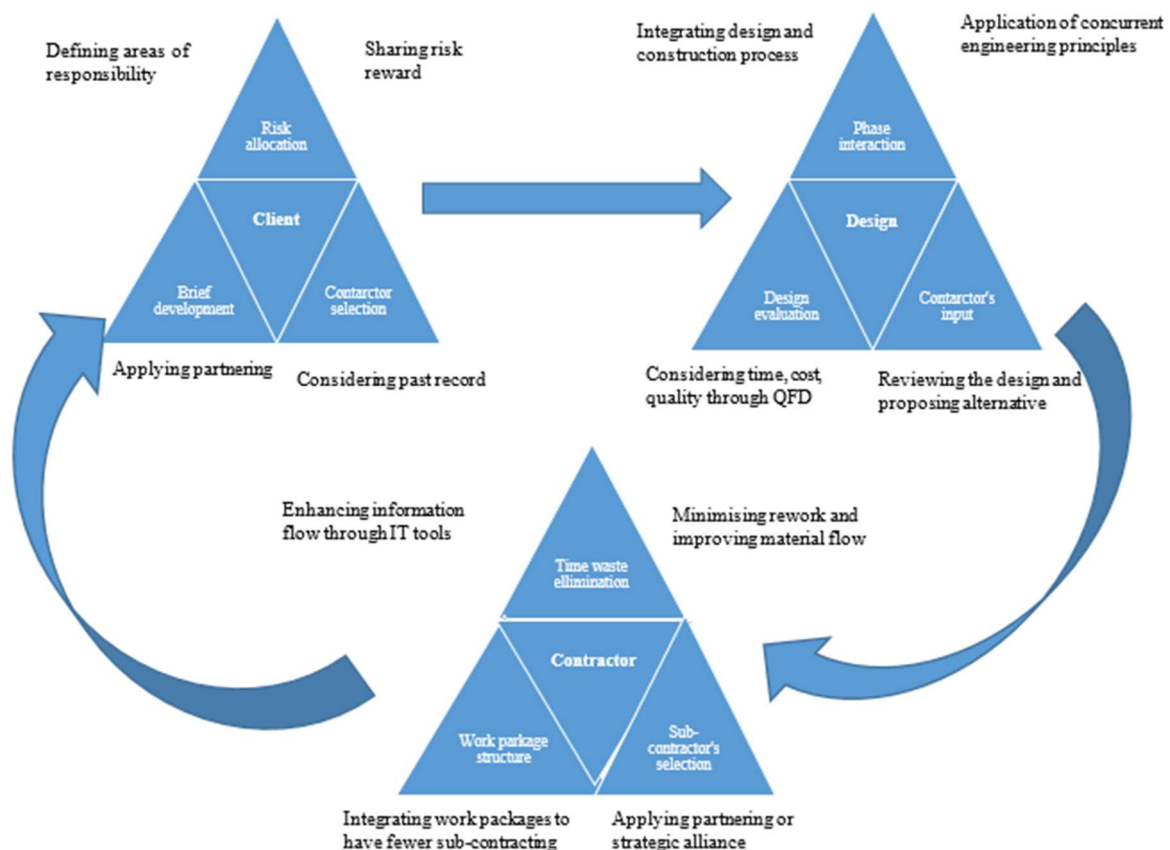 Defining areas of
responsibility
Sharing risk
reward
Risk
allocation
Client
Brief
development
Contarctor
selection
Applying partnering
Considering past record
Integrating design and
construction process
Application of concurrent
engineering principles
Phase
interaction
Design
Design
evaluation
Contarctor's
input
Considering time, cost,
quality through QFD
Reviewing the design and
proposing alternative
Enhancing information
flow through IT tools
Minimising rework and
improving material flow
Time waste
ellimination
Contractor
Work package
structure
Sub-
contractor's
selection
Integrating work packages to
have fewer sub-contracting
Applying partnering or
strategic alliance